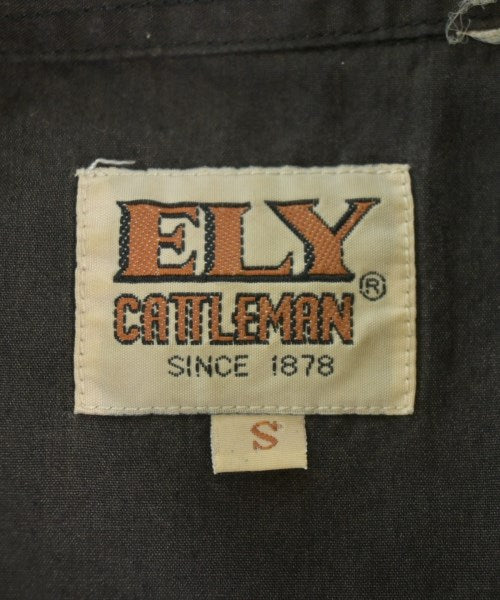 ELY
CATTLEMAN ®
SINCE 1878
S